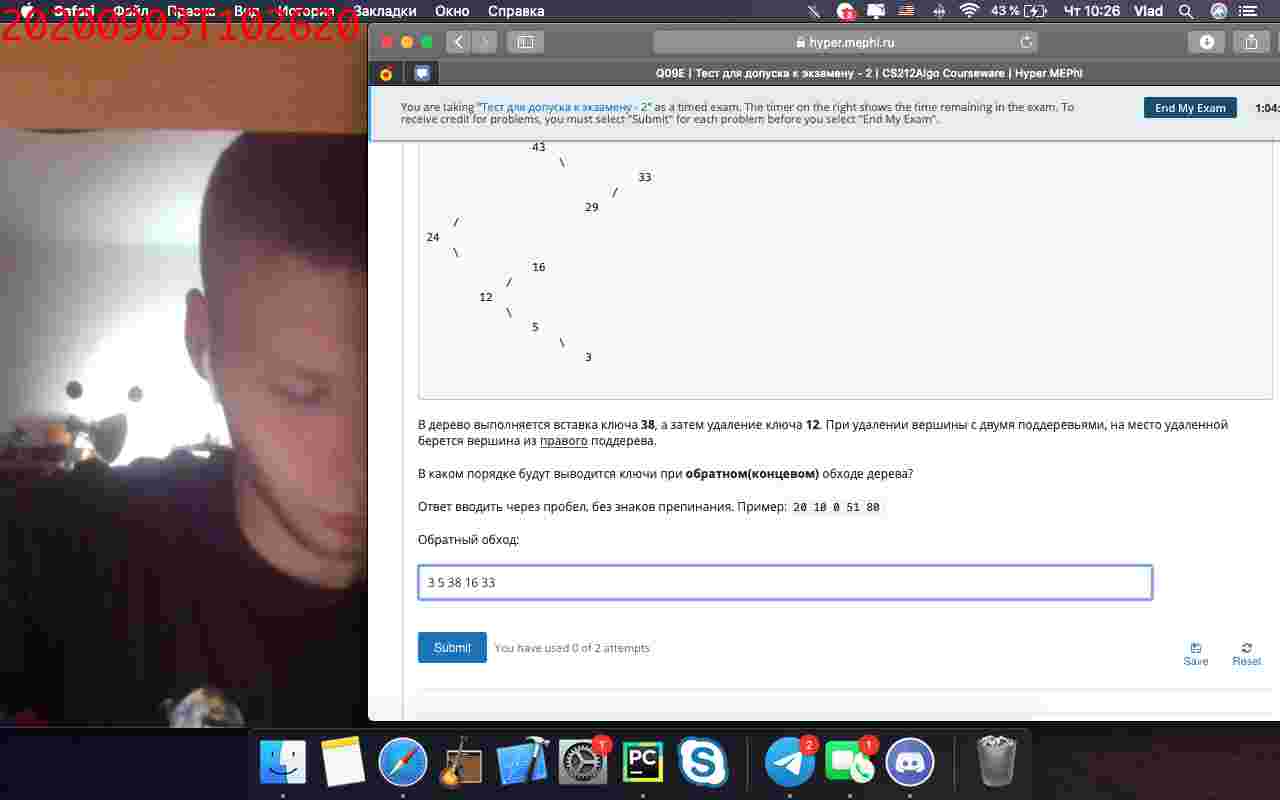 Safari Файл Правка Вид История Закладки Окно Справка 43 % Чт 10:26 Vlad
20200903T102620
hyper.mephi.ru
Q09E | Тест для допуска к экзамену - 2 | CS212Algo Courseware | Hyper.MEPhI
You are taking "Тест для допуска к экзамену - 2" as a timed exam. The timer on the right shows the time remaining in the exam. To
receive credit for problems, you must select "Submit" for each problem before you select "End My Exam".
End My Exam
1:04:
43
\
33
/
29
/
24
\
16
/
12
\
5
\
3
В дерево выполняется вставка ключа 38, а затем удаление ключа 12. При удалении вершины с двумя поддеревьями, на место удаленной
берется вершина из правого поддерева.
В каком порядке будут выводится ключи при обратном(концевом) обходе дерева?
Ответ вводить через пробел, без знаков препинания. Пример: 20 10 0 51 80
Обратный обход:
3 5 38 16 33
Submit You have used 0 of 2 attempts
Save Reset
PC
2
1